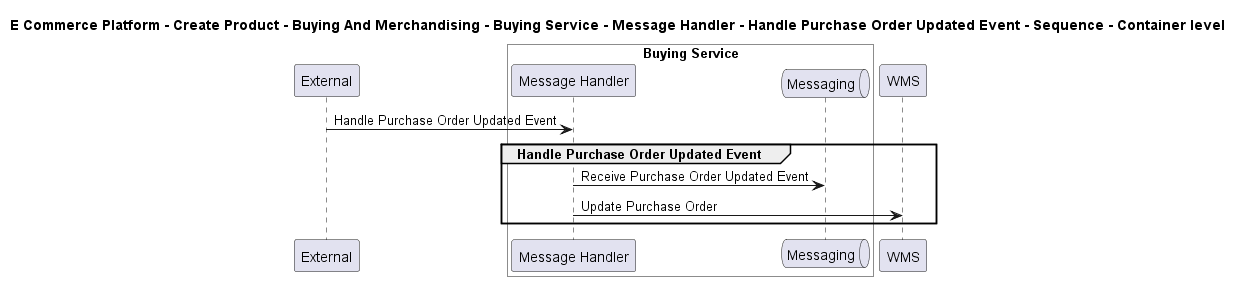 E Commerce Platform - Create Product - Buying And Merchandising - Buying Service - Message Handler - Handle Purchase Order Updated Event - Sequence - Container level
Buying Service
External
Message Handler
Messaging
WMS
Handle Purchase Order Updated Event
Handle Purchase Order Updated Event
Receive Purchase Order Updated Event
Update Purchase Order
External
Message Handler
Messaging
WMS